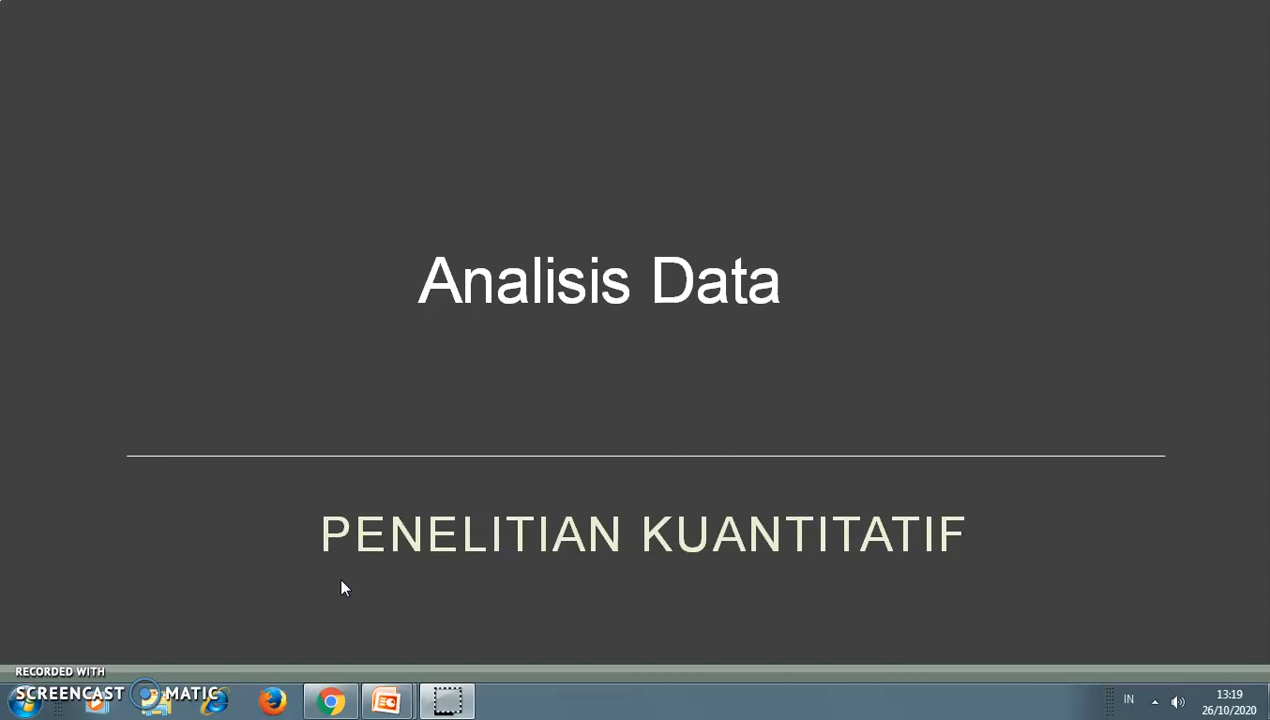 Analisis Data
PENELITIAN KUANTITATIF
RECORDED WITH
SCREENCAST MATIC
IN
13:19
26/10/2020